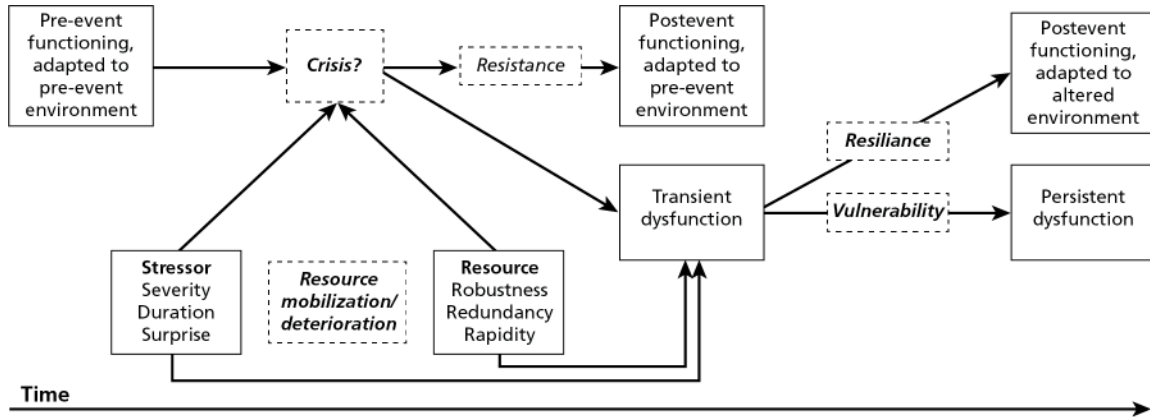 Pre-event
functioning,
adapted to
pre-event
environment
Crisis?
Resistance
Postevent
functioning,
adapted to
pre-event
environment
Postevent
functioning,
adapted to
altered
environment
Resiliance
Transient
dysfunction
Vulnerability
Persistent
dysfunction
Stressor
Severity
Duration
Surprise
Resource
mobilization/
deterioration
Resource
Robustness
Redundancy
Rapidity
Time